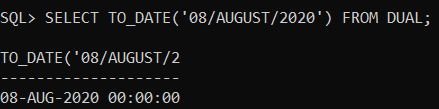 SQL> SELECT TO_DATE('08/AUGUST/2020') FROM DUAL;
TO_DATE('08/AUGUST/2
--------------------
08-AUG-2020 00:00:00